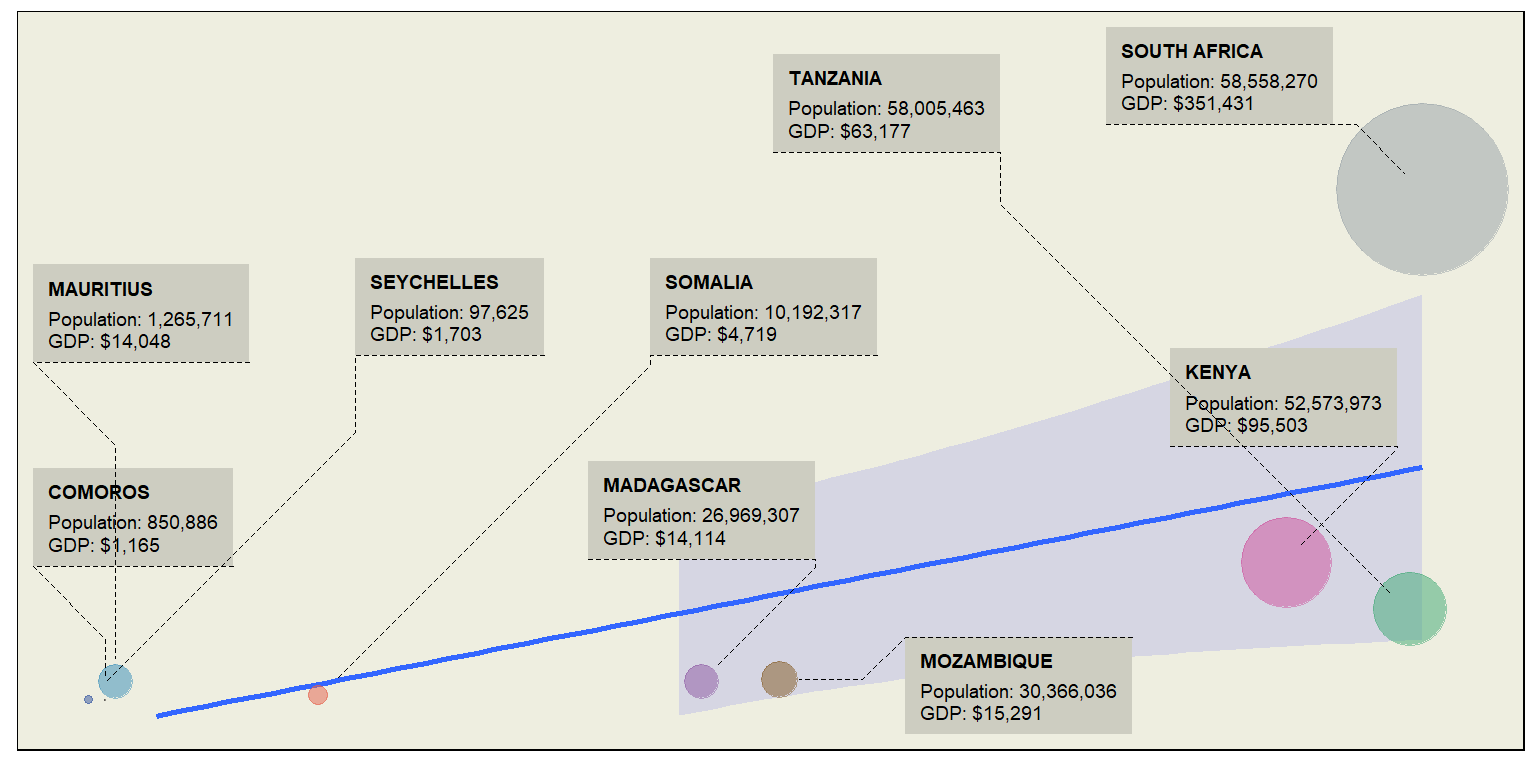 SOUTH AFRICA
Population: 58,558,270
GDP: $351,431
TANZANIA
Population: 58,005,463
GDP: $63,177
MAURITIUS
Population: 1,265,711
GDP: $14,048
SEYCHELLES
Population: 97,625
GDP: $1,703
SOMALIA
Population: 10,192,317
GDP: $4,719
KENYA
Population: 52,573,973
GDP: $95,503
COMOROS
Population: 850,886
GDP: $1,165
MADAGASCAR
Population: 26,969,307
GDP: $14,114
MOZAMBIQUE
Population: 30,366,036
GDP: $15,291